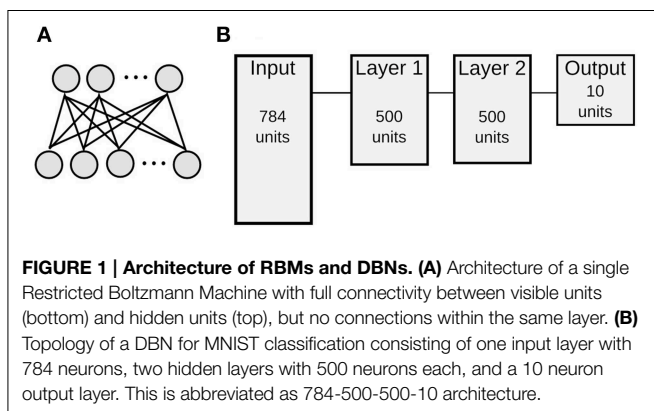 A
B
Input
784
units
Layer 1
500
units
Layer 2
500
units
Output
10
units
FIGURE 1 | Architecture of RBMs and DBNs. (A) Architecture of a single
Restricted Boltzmann Machine with full connectivity between visible units
(bottom) and hidden units (top), but no connections within the same layer. (B)
Topology of a DBN for MNIST classification consisting of one input layer with
784 neurons, two hidden layers with 500 neurons each, and a 10 neuron
output layer. This is abbreviated as 784-500-500-10 architecture.